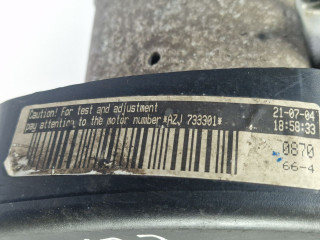 Caution! For test and adjustment
pay attention to the motor number *AZJ 733301*
21-07-04
18:58:33
0870
66-4